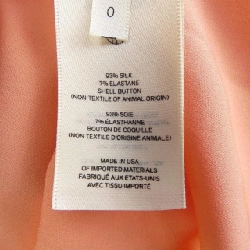 0
93% SILK
7% ELASTANE
SHELL BUTTON
(NON TEXTILE OF ANIMAL ORIGIN)
93% SOIE
7% ELASTHANNE
BOUTON DE COQUILLE
(NON TEXTILE D'ORIGINE ANIMALE)
MADE IN USA
OF IMPORTED MATERIALS
FABRIQUÉ AUX ETATS-UNIS
AVEC TISSU IMPORTÉ